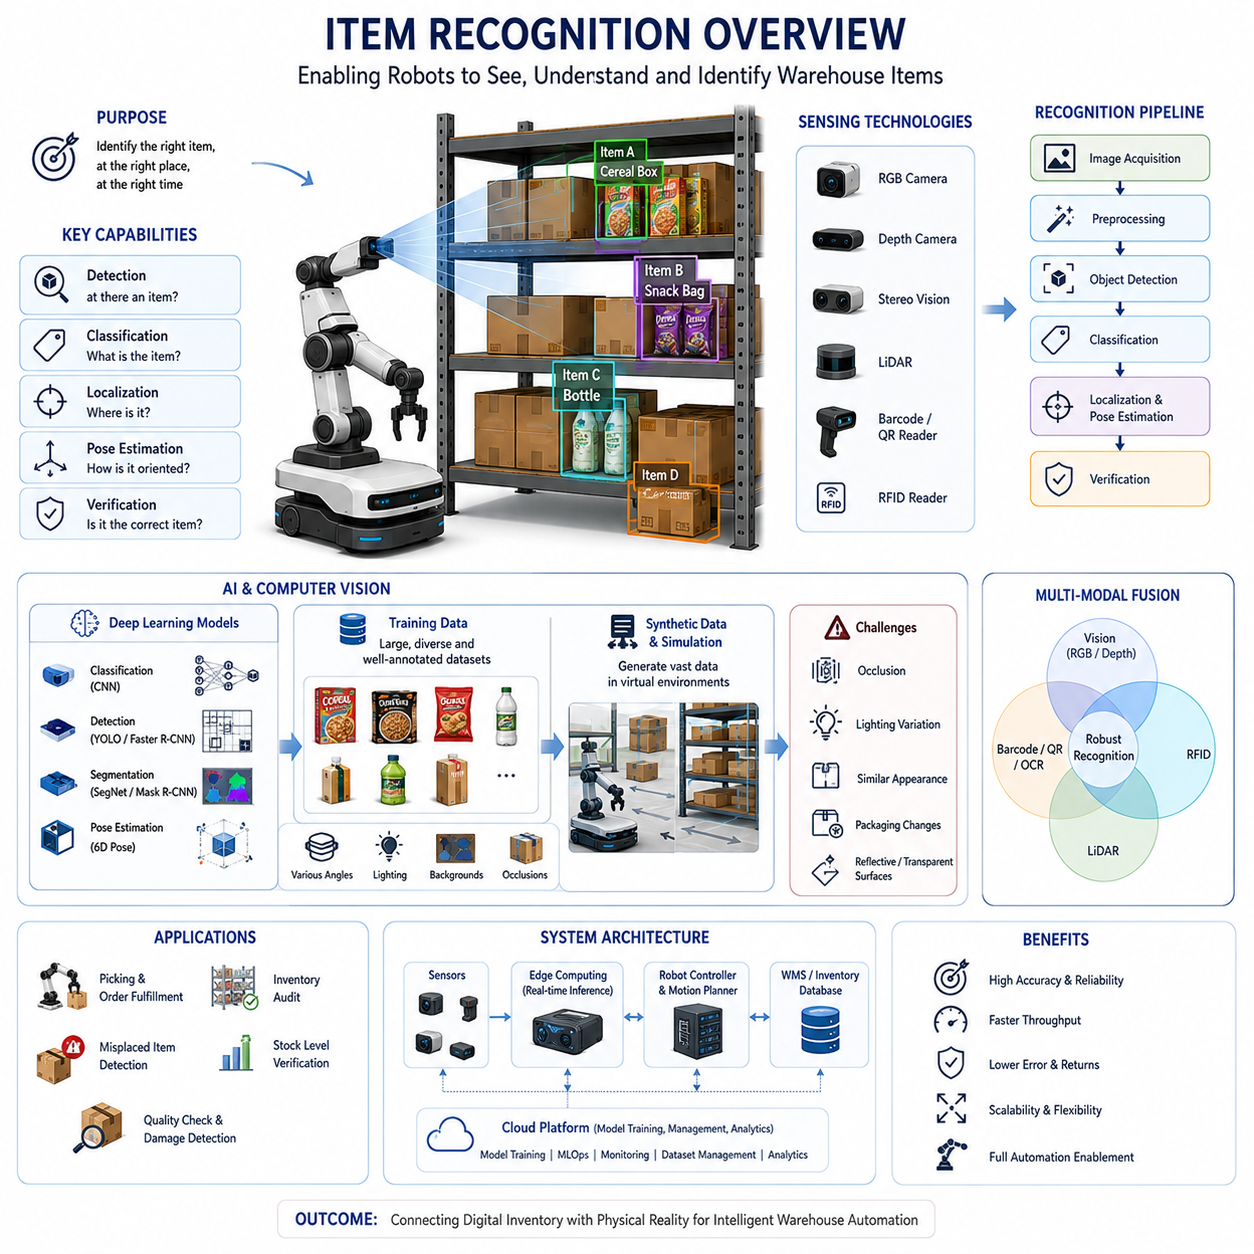 ITEM RECOGNITION OVERVIEW
Enabling Robots to See, Understand and Identify Warehouse Items
PURPOSE
Identify the right item,
at the right place,
at the right time
KEY CAPABILITIES
Detection
at there an item?
Classification
What is the item?
Localization
Where is it?
Pose Estimation
How is it oriented?
Verification
Is it the correct item?
Item A
Cereal Box
Item B
Snack Bag
Item C
Bottle
Item D
SENSING TECHNOLOGIES
RGB Camera
Depth Camera
Stereo Vision
LiDAR
Barcode /
QR Reader
RFID
RFID Reader
RECOGNITION PIPELINE
Image Acquisition
Preprocessing
Object Detection
Classification
Localization &
Pose Estimation
Verification
AI & COMPUTER VISION
Deep Learning Models
Classification
(CNN)
Detection
(YOLO / Faster R-CNN)
Segmentation
(SegNet / Mask R-CNN)
Pose Estimation
(6D Pose)
Training Data
Large, diverse and
well-annotated datasets
...
Various Angles
Lighting
Backgrounds
Occlusions
Synthetic Data
& Simulation
Generate vast data
in virtual environments
Challenges
Occlusion
Lighting Variation
Similar Appearance
Packaging Changes
Reflective / Transparent
Surfaces
MULTI-MODAL FUSION
Vision
(RGB / Depth)
Barcode / QR
/ OCR
Robust
Recognition
RFID
LiDAR
APPLICATIONS
Picking &
Order Fulfillment
Inventory
Audit
Misplaced Item
Detection
Stock Level
Verification
Quality Check &
Damage Detection
SYSTEM ARCHITECTURE
Sensors
Edge Computing
(Real-time Inference)
Robot Controller
& Motion Planner
WMS / Inventory
Database
Cloud Platform (Model Training, Management, Analytics)
Model Training | MLOps | Monitoring | Dataset Management | Analytics
BENEFITS
High Accuracy & Reliability
Faster Throughput
Lower Error & Returns
Scalability & Flexibility
Full Automation Enablement
OUTCOME: Connecting Digital Inventory with Physical Reality for Intelligent Warehouse Automation